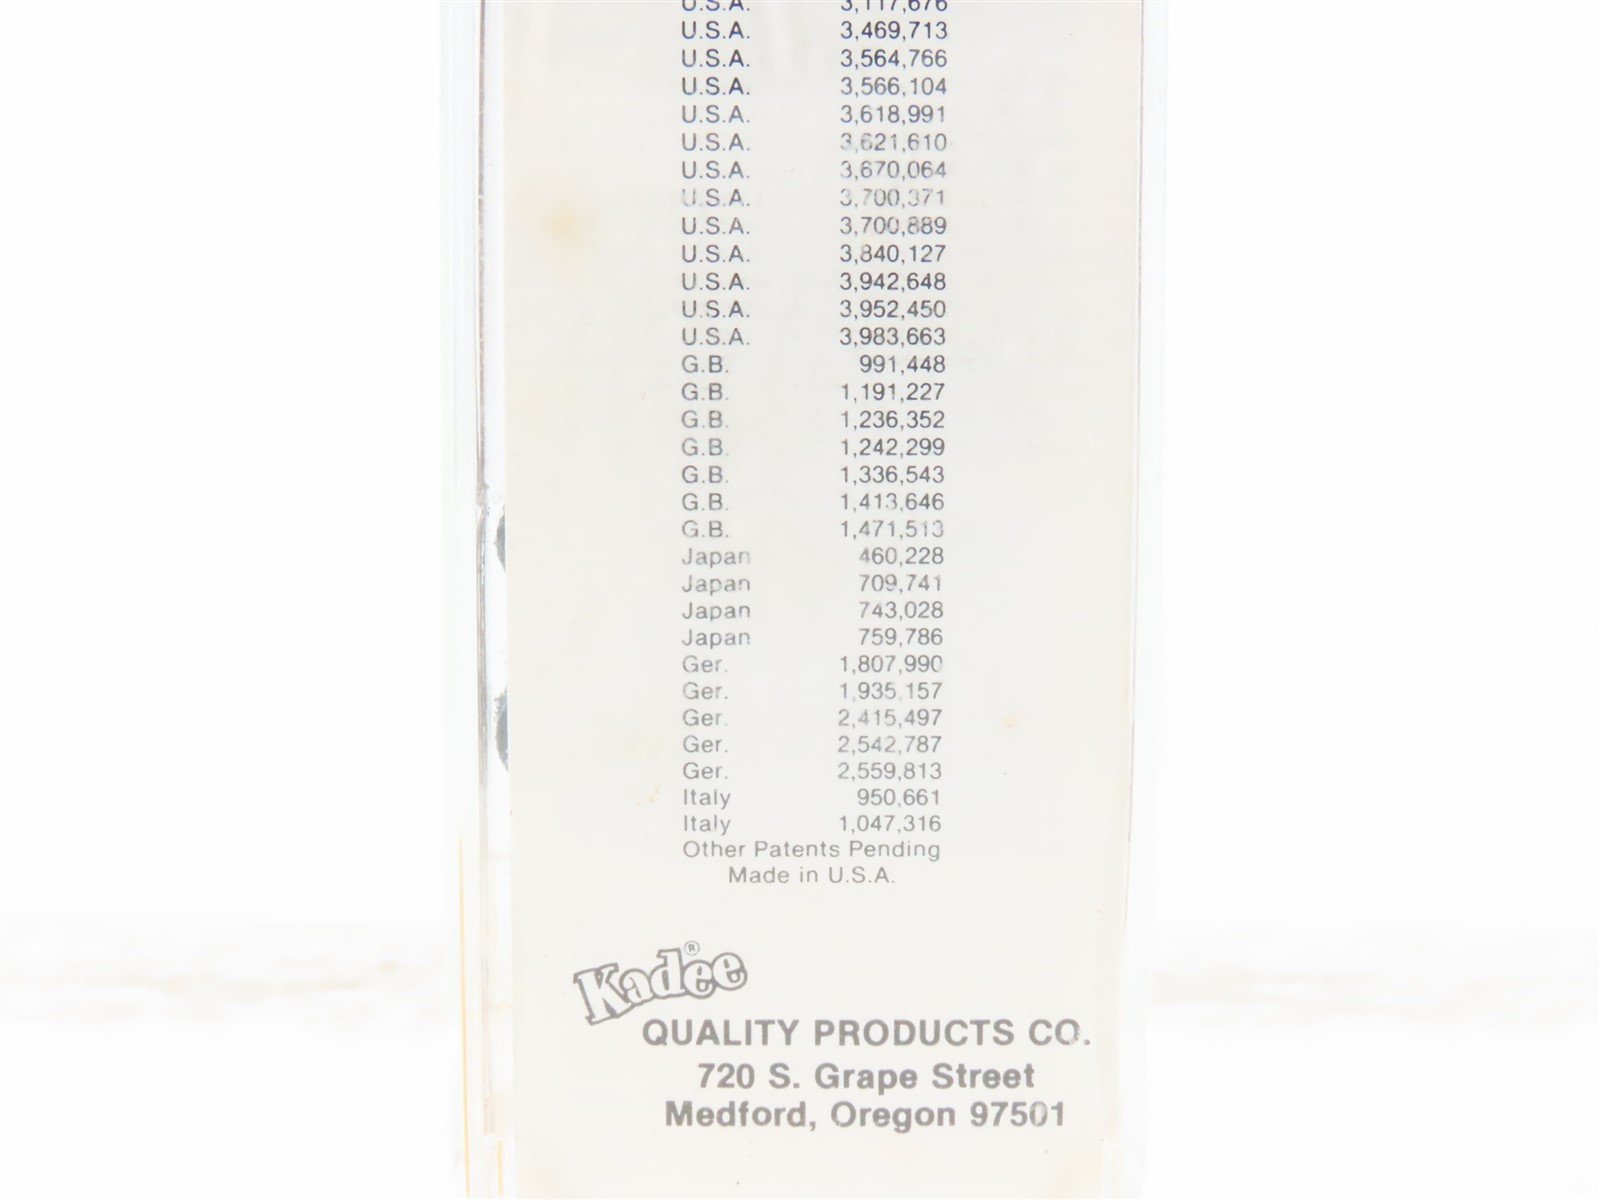 U.S.A. 3,117,676
U.S.A. 3,469,713
U.S.A. 3,564,766
U.S.A. 3,566,104
U.S.A. 3,618,991
U.S.A. 3,621,610
U.S.A. 3,670,064
U.S.A. 3,700,371
U.S.A. 3,700,889
U.S.A. 3,840,127
U.S.A. 3,942,648
U.S.A. 3,952,450
U.S.A. 3,983,663
G.B. 991,448
G.B. 1,191,227
G.B. 1,236,352
G.B. 1,242,299
G.B. 1,336,543
G.B. 1,413,646
G.B. 1,471,513
Japan 460,228
Japan 709,741
Japan 743,028
Japan 759,786
Ger. 1,807,990
Ger. 1,935,157
Ger. 2,415,497
Ger. 2,542,787
Ger. 2,559,813
Italy 950,661
Italy 1,047,316
Other Patents Pending
Made in U.S.A.
Kadee®
QUALITY PRODUCTS CO.
720 S. Grape Street
Medford, Oregon 97501